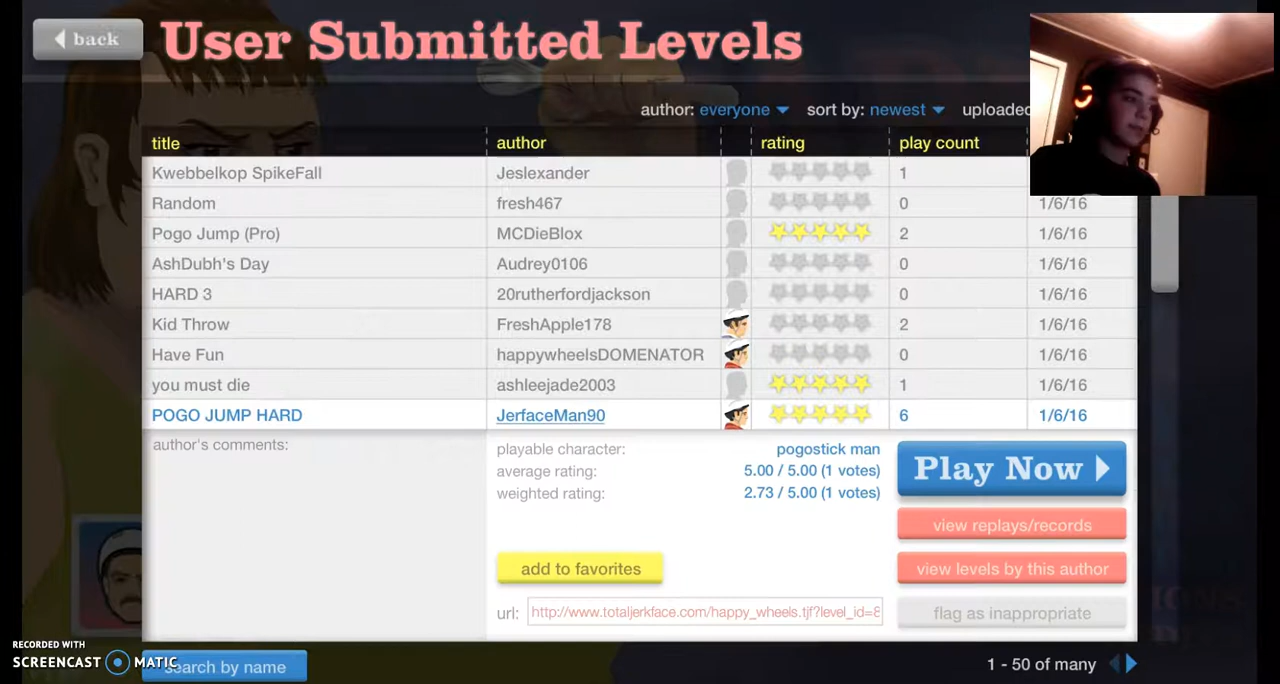 back
User Submitted Levels
author: everyone sort by: newest uploaded
title author rating play count
Kwebbelkop SpikeFall Jeslexander 1
Random fresh467 0 1/6/16
Pogo Jump (Pro) MCDieBlox 2 1/6/16
AshDubh's Day Audrey0106 0 1/6/16
HARD 3 20rutherfordjackson 0 1/6/16
Kid Throw FreshApple178 2 1/6/16
Have Fun happywheelsDOMENATOR 0 1/6/16
you must die ashleejade2003 1 1/6/16
POGO JUMP HARD JerfaceMan90 6 1/6/16
author's comments:
playable character: pogostick man
average rating: 5.00 / 5.00 (1 votes)
weighted rating: 2.73 / 5.00 (1 votes)
Play Now
view replays/records
add to favorites
view levels by this author
url: http://www.totaljerkface.com/happy_wheels.tjf?level_id=8
flag as inappropriate
RECORDED WITH
SCREENCAST MATIC
search by name
1 - 50 of many